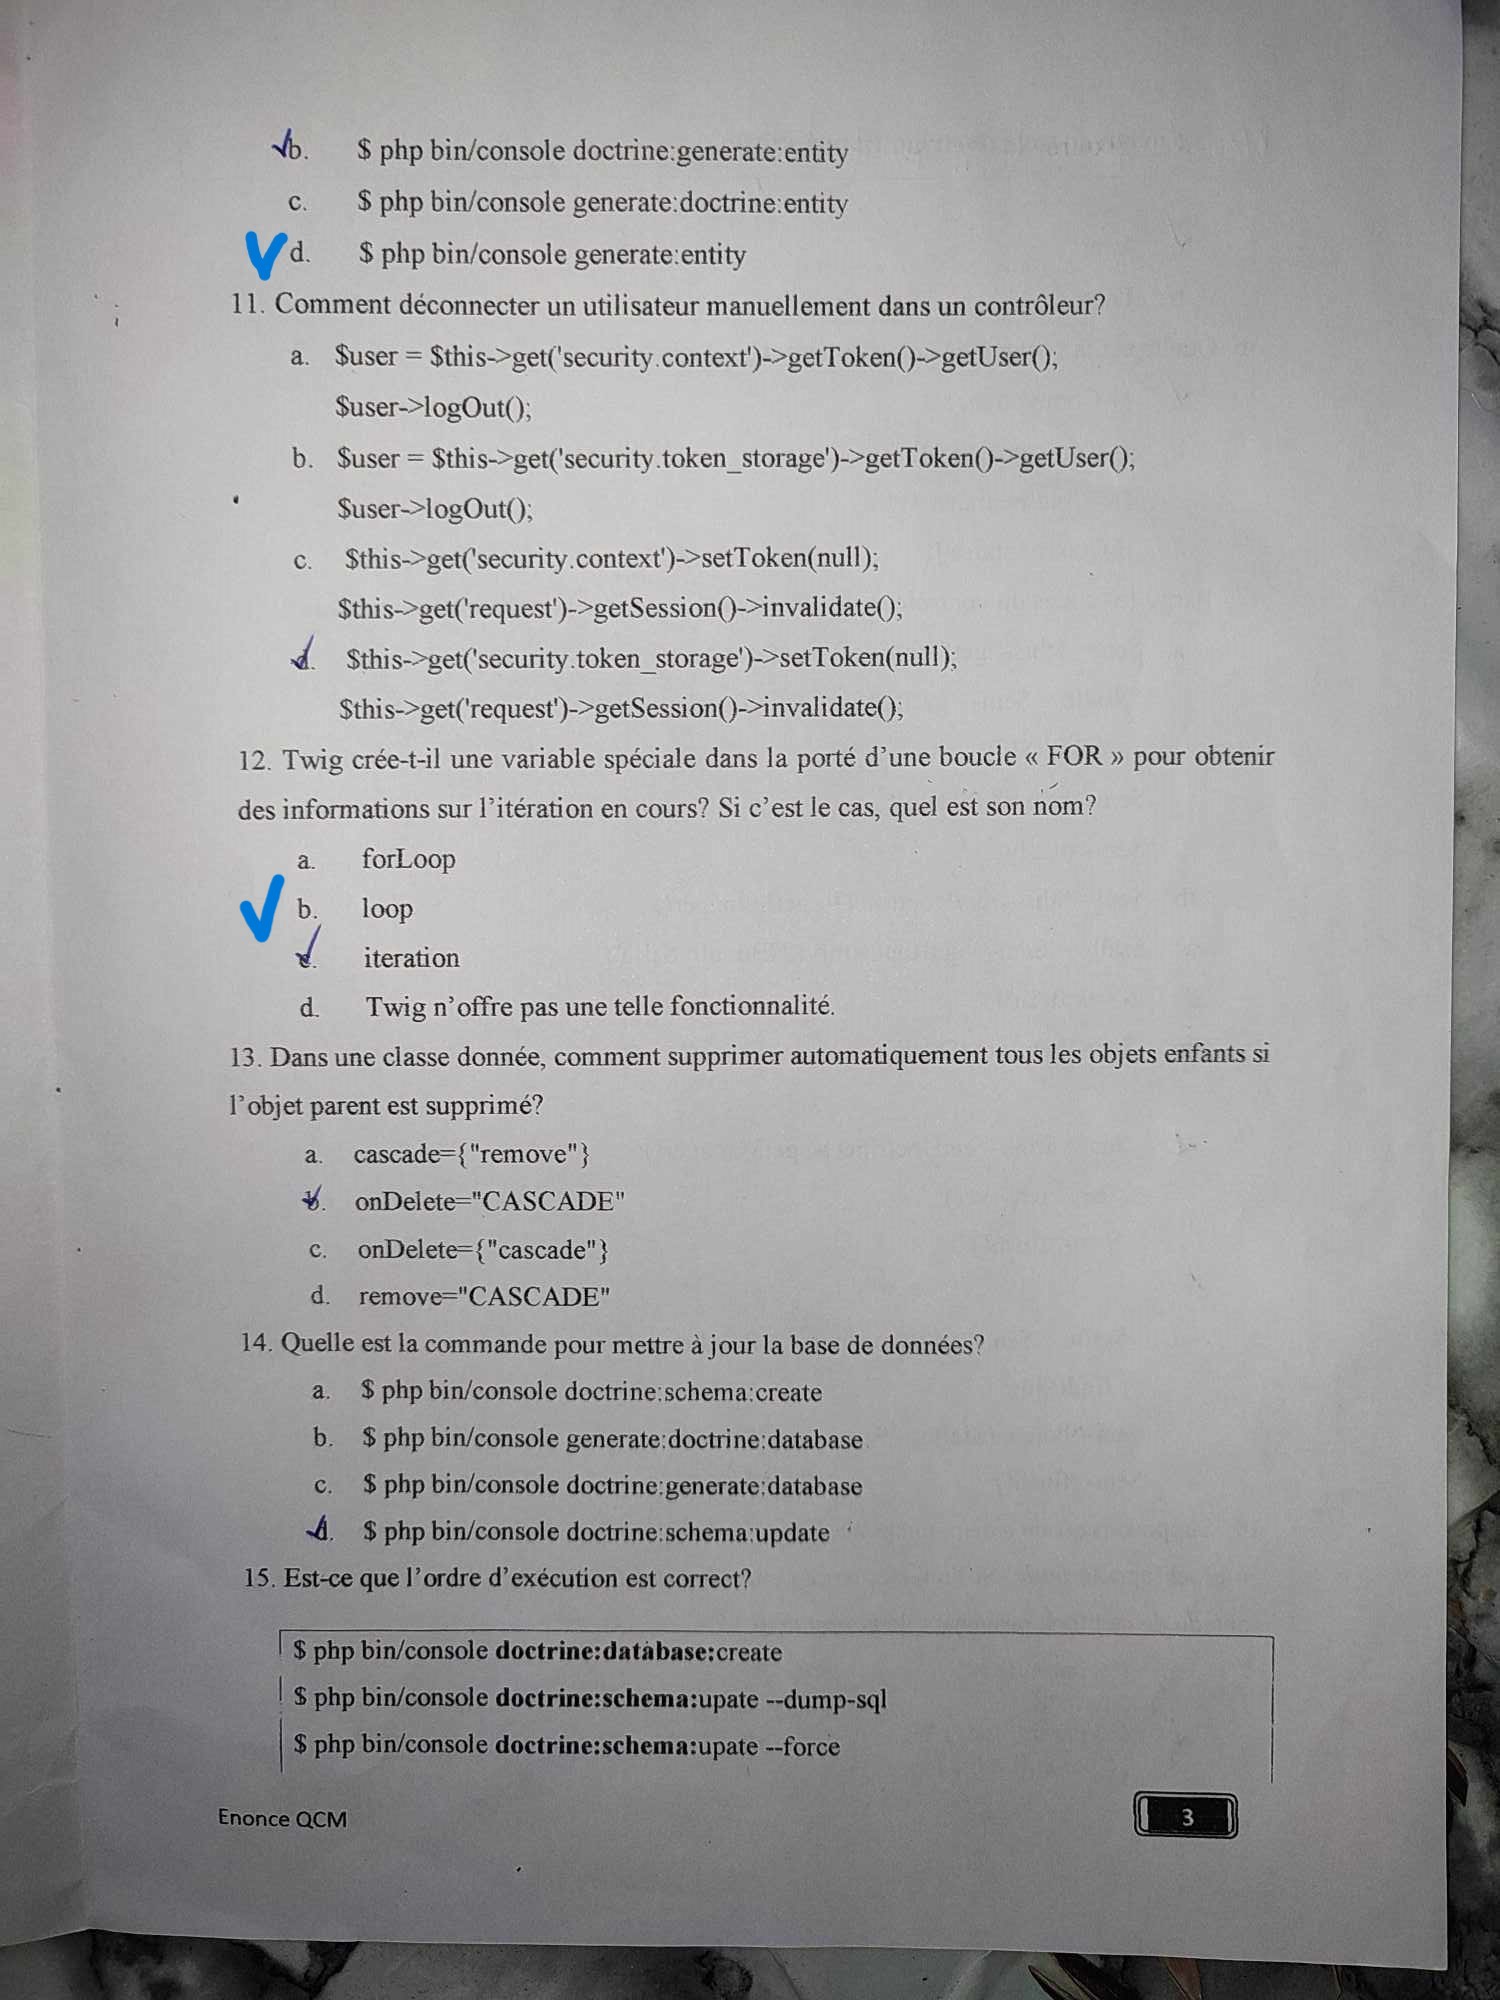 b. $ php bin/console doctrine:generate:entity
c. $ php bin/console generate:doctrine:entity
d. $ php bin/console generate:entity
11. Comment déconnecter un utilisateur manuellement dans un contrôleur?
a. $user = $this->get('security.context')->getToken()->getUser();
$user->logOut();
b. $user = $this->get('security.token_storage')->getToken()->getUser();
$user->logOut();
c. $this->get('security.context')->setToken(null);
$this->get('request')->getSession()->invalidate();
d. $this->get('security.token_storage')->setToken(null);
$this->get('request')->getSession()->invalidate();
12. Twig crée-t-il une variable spéciale dans la porté d’une boucle « FOR » pour obtenir
des informations sur l’itération en cours? Si c’est le cas, quel est son nom?
a. forLoop
b. loop
c. iteration
d. Twig n’offre pas une telle fonctionnalité.
13. Dans une classe donnée, comment supprimer automatiquement tous les objets enfants si
l’objet parent est supprimé?
a. cascade={"remove"}
b. onDelete="CASCADE"
c. onDelete={"cascade"}
d. remove="CASCADE"
14. Quelle est la commande pour mettre à jour la base de données?
a. $ php bin/console doctrine:schema:create
b. $ php bin/console generate:doctrine:database
c. $ php bin/console doctrine:generate:database
d. $ php bin/console doctrine:schema:update
15. Est-ce que l’ordre d’exécution est correct?
$ php bin/console doctrine:database:create
$ php bin/console doctrine:schema:upate --dump-sql
$ php bin/console doctrine:schema:upate --force
Enonce QCM
3